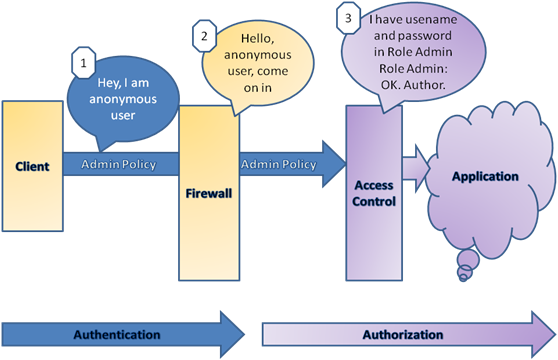 1
Hey, I am
anonymous
user
2
Hello,
anonymous
user, come
on in
3
I have usename
and password
in Role Admin
Role Admin:
OK. Author.
Client
Admin Policy
Firewall
Admin Policy
Access
Control
Application
Authentication
Authorization